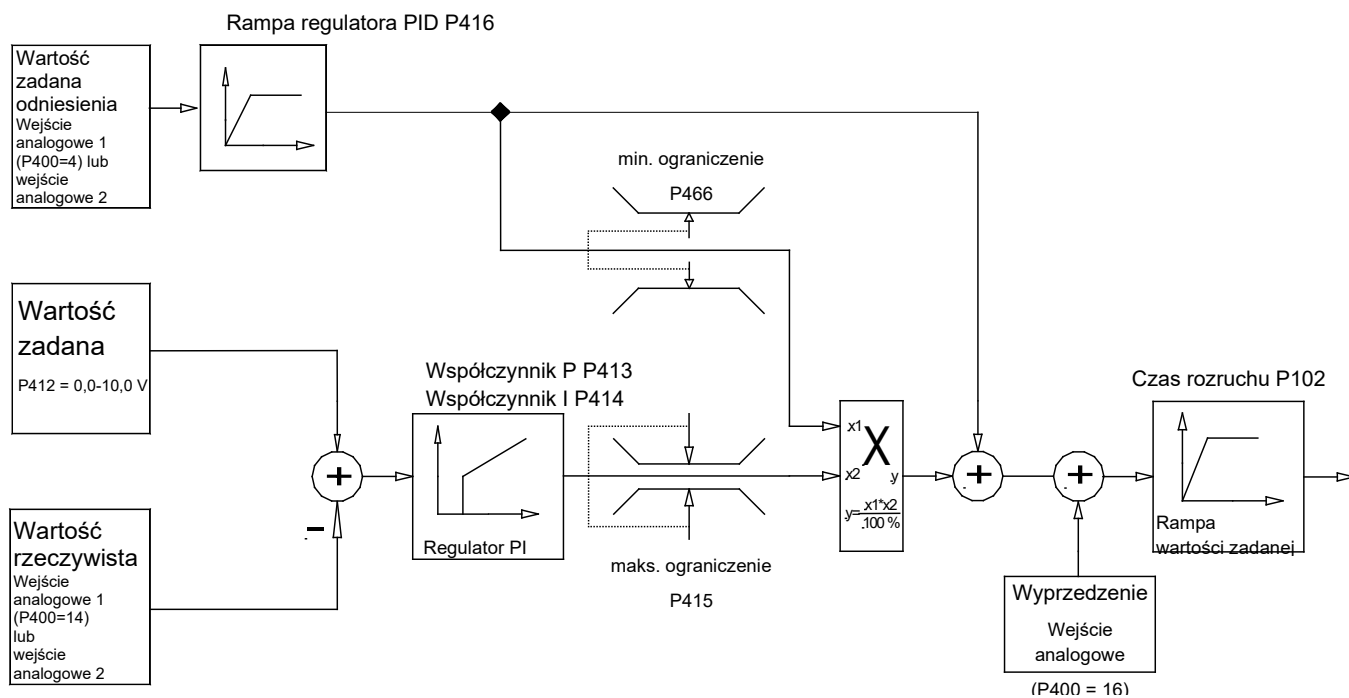 Rampa regulatora PID P416
Wartość
zadana
odniesienia
Wejście
analogowe 1
(P400=4) lub
wejście
analogowe 2
min. ograniczenie
P466
Wartość
zadana
P412 = 0,0-10,0 V
Współczynnik P P413
Współczynnik I P414
Regulator PI
+
-
Wartość
rzeczywista
Wejście
analogowe 1
(P400=14)
lub
wejście
analogowe 2
maks. ograniczenie
P415
x1
X
x2
y
y=x1*x2
100 %
+
+
Czas rozruchu P102
Rampa
wartości zadanej
Wyprzedzenie
Wejście
analogowe
(P400 = 16)